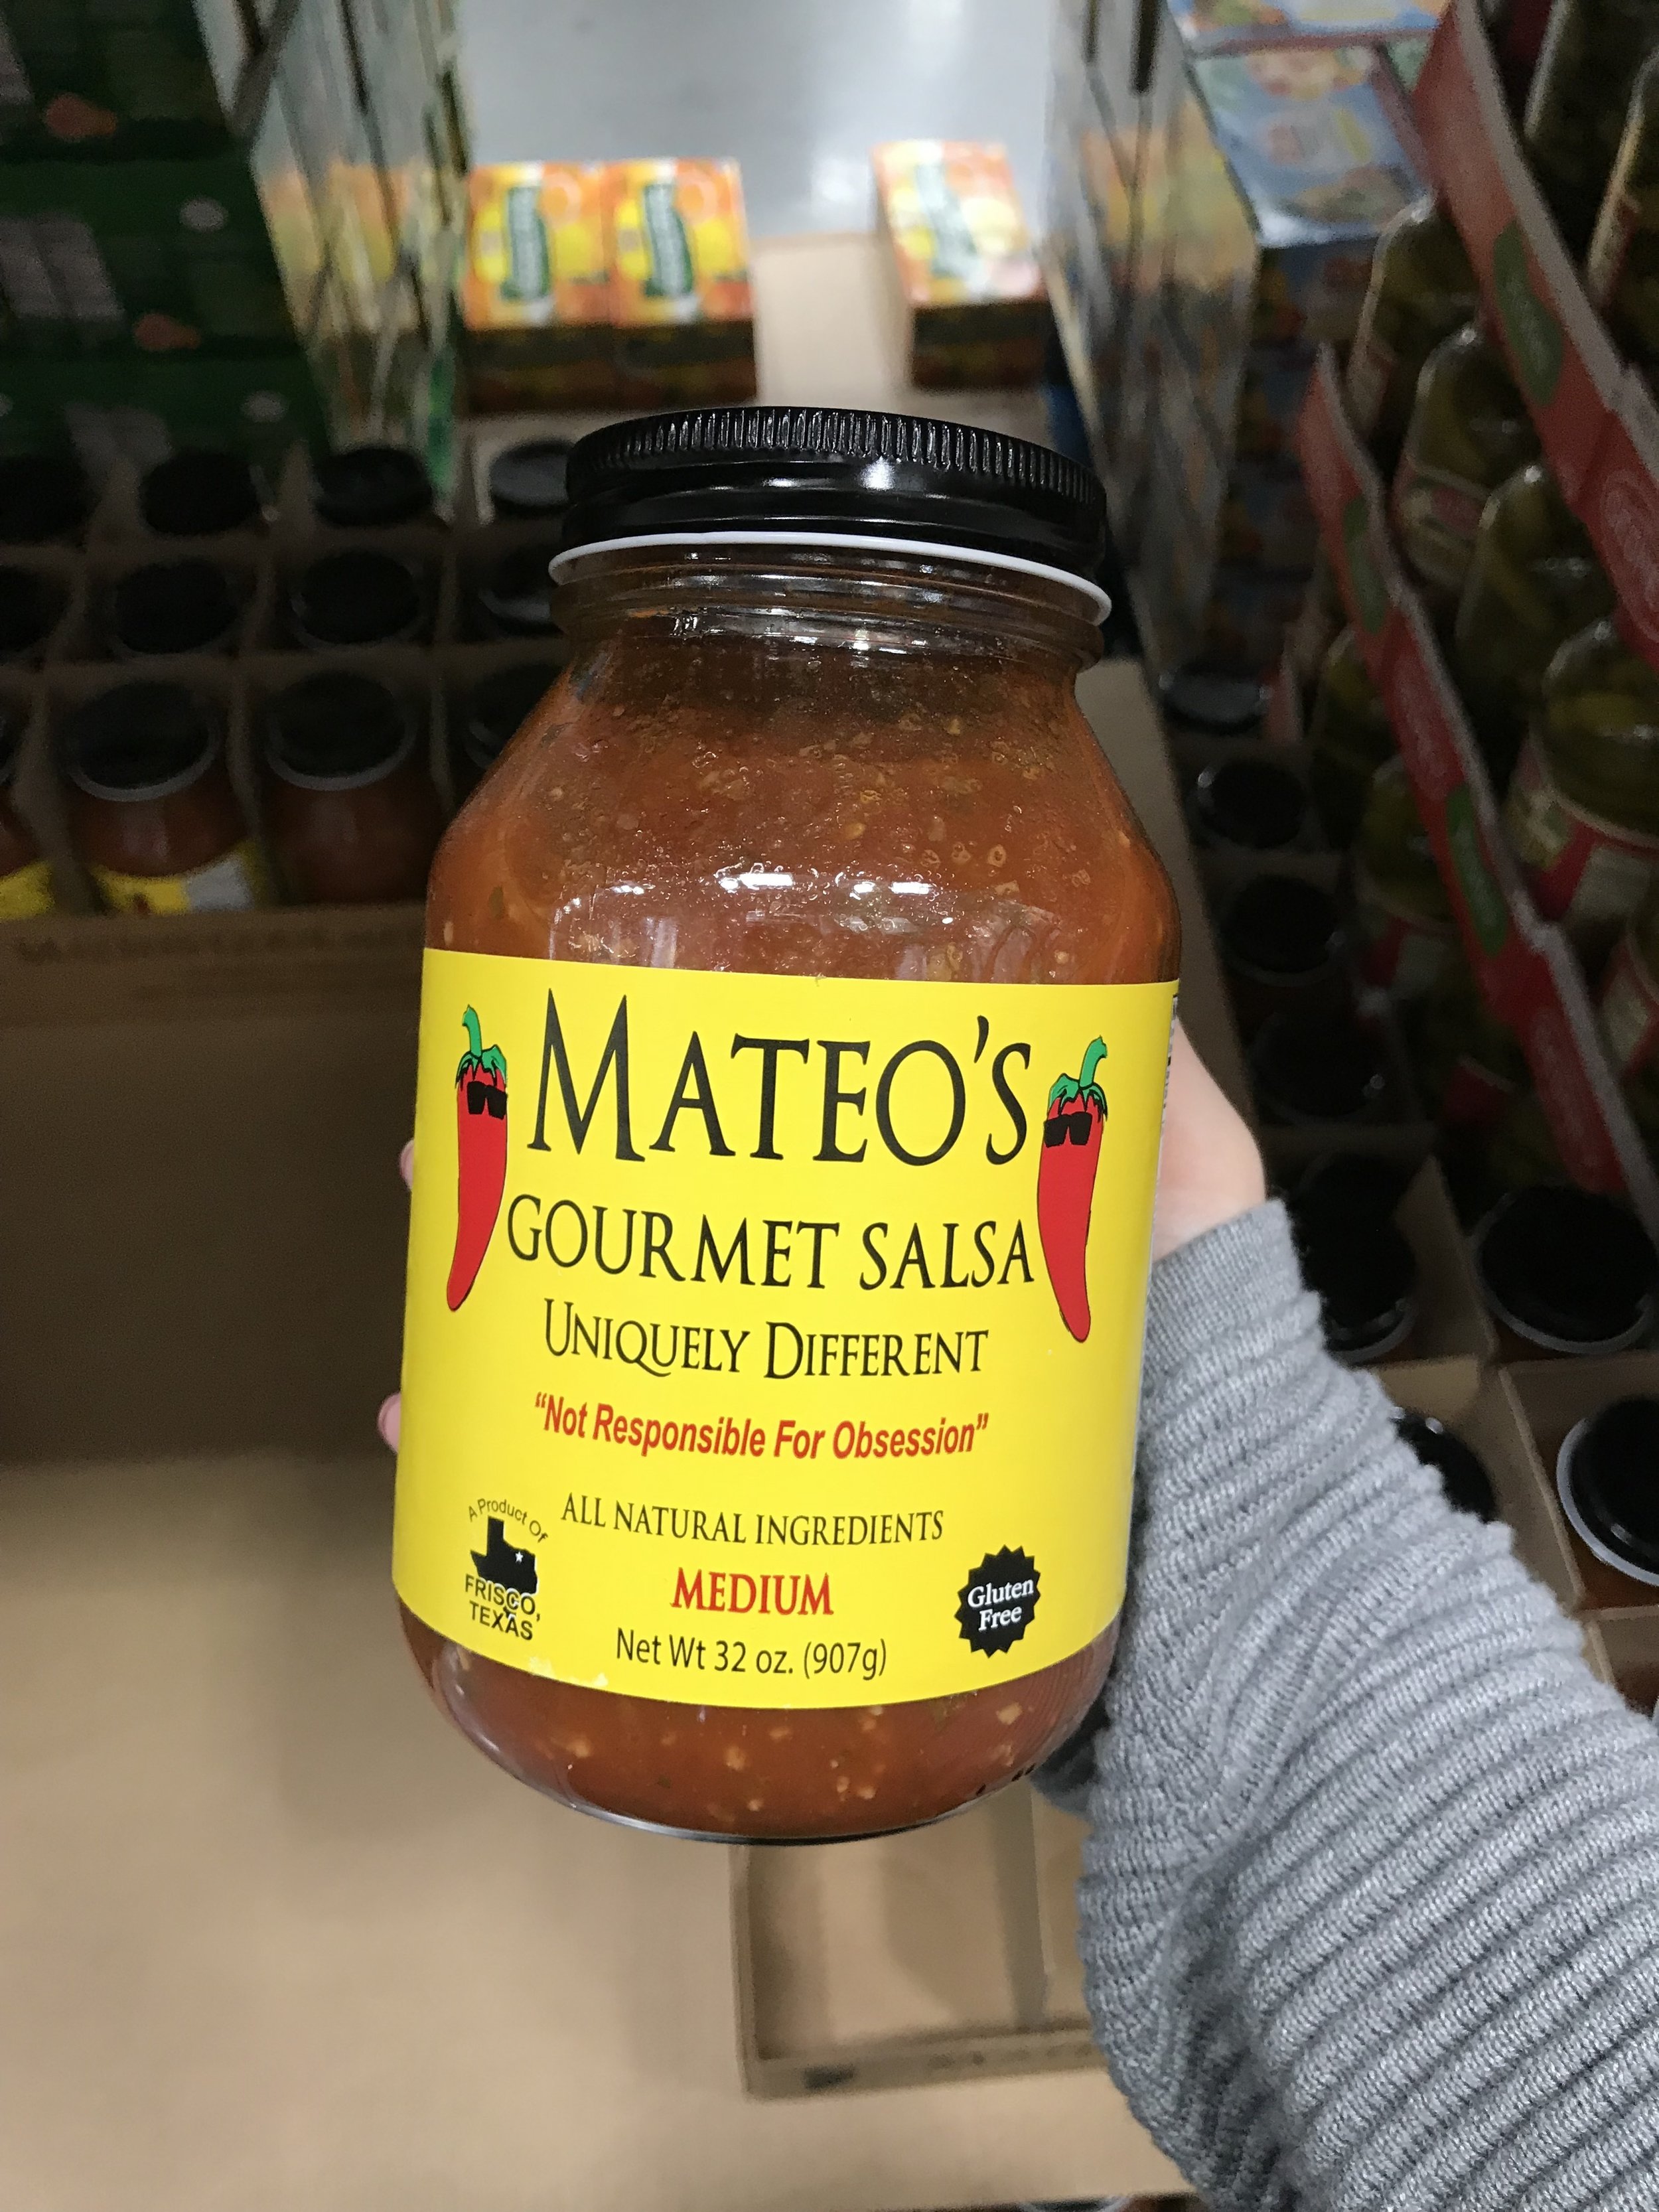 MATEO'S
GOURMET SALSA
UNIQUELY DIFFERENT
"Not Responsible For Obsession"
ALL NATURAL INGREDIENTS
MEDIUM
Net Wt 32 oz. (907g)
A Product Of
FRISCO,
TEXAS
Gluten
Free